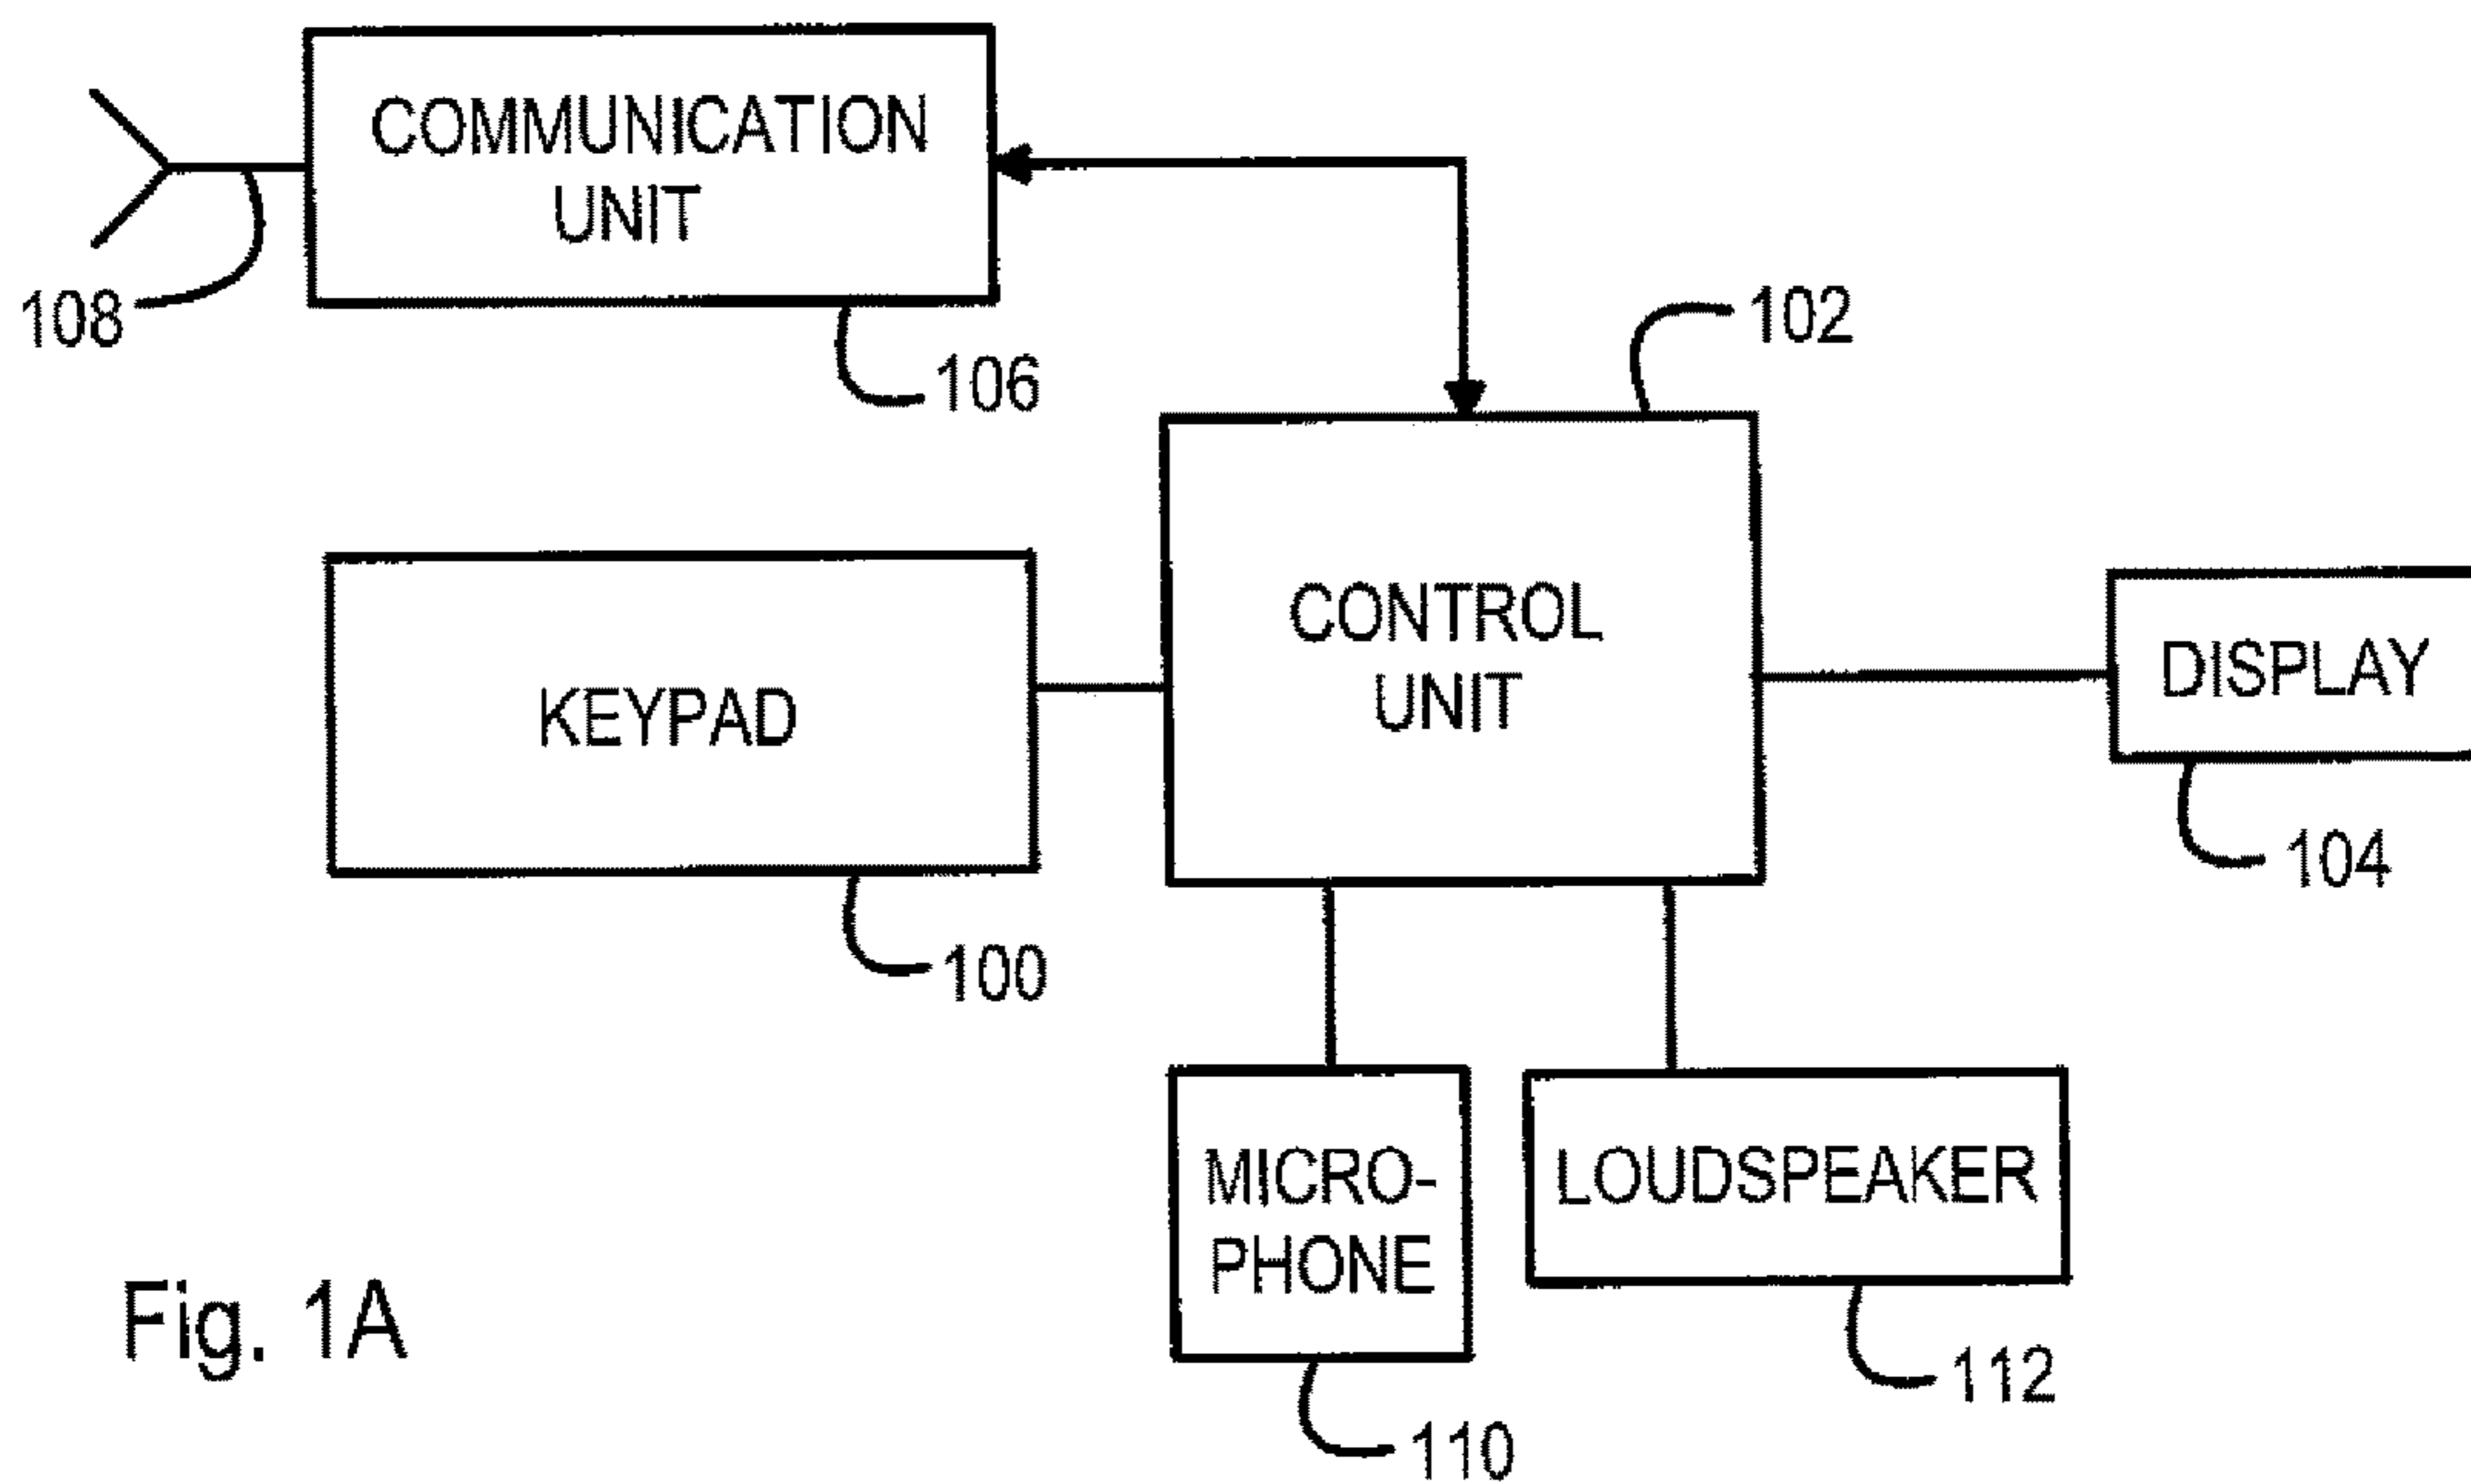 COMMUNICATION
UNIT
108
106
102
CONTROL
UNIT
KEYPAD
DISPLAY
104
100
MICRO-
PHONE
LOUDSPEAKER
112
110
Fig. 1A